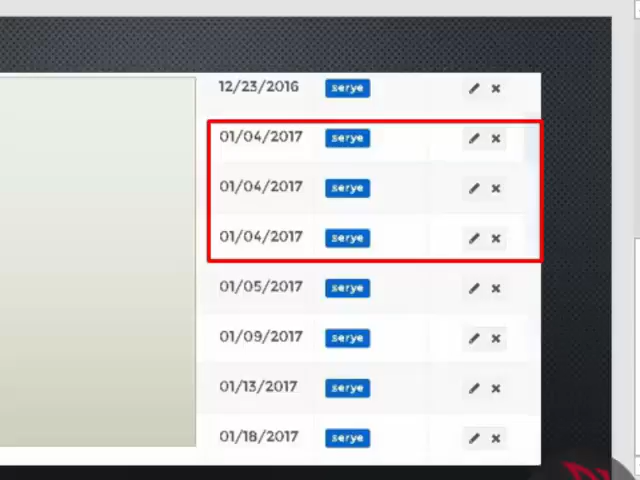 12/23/2016 serye
01/04/2017 serye
01/04/2017 serye
01/04/2017 serye
01/05/2017 serye
01/09/2017 serye
01/13/2017 serye
01/18/2017 serye